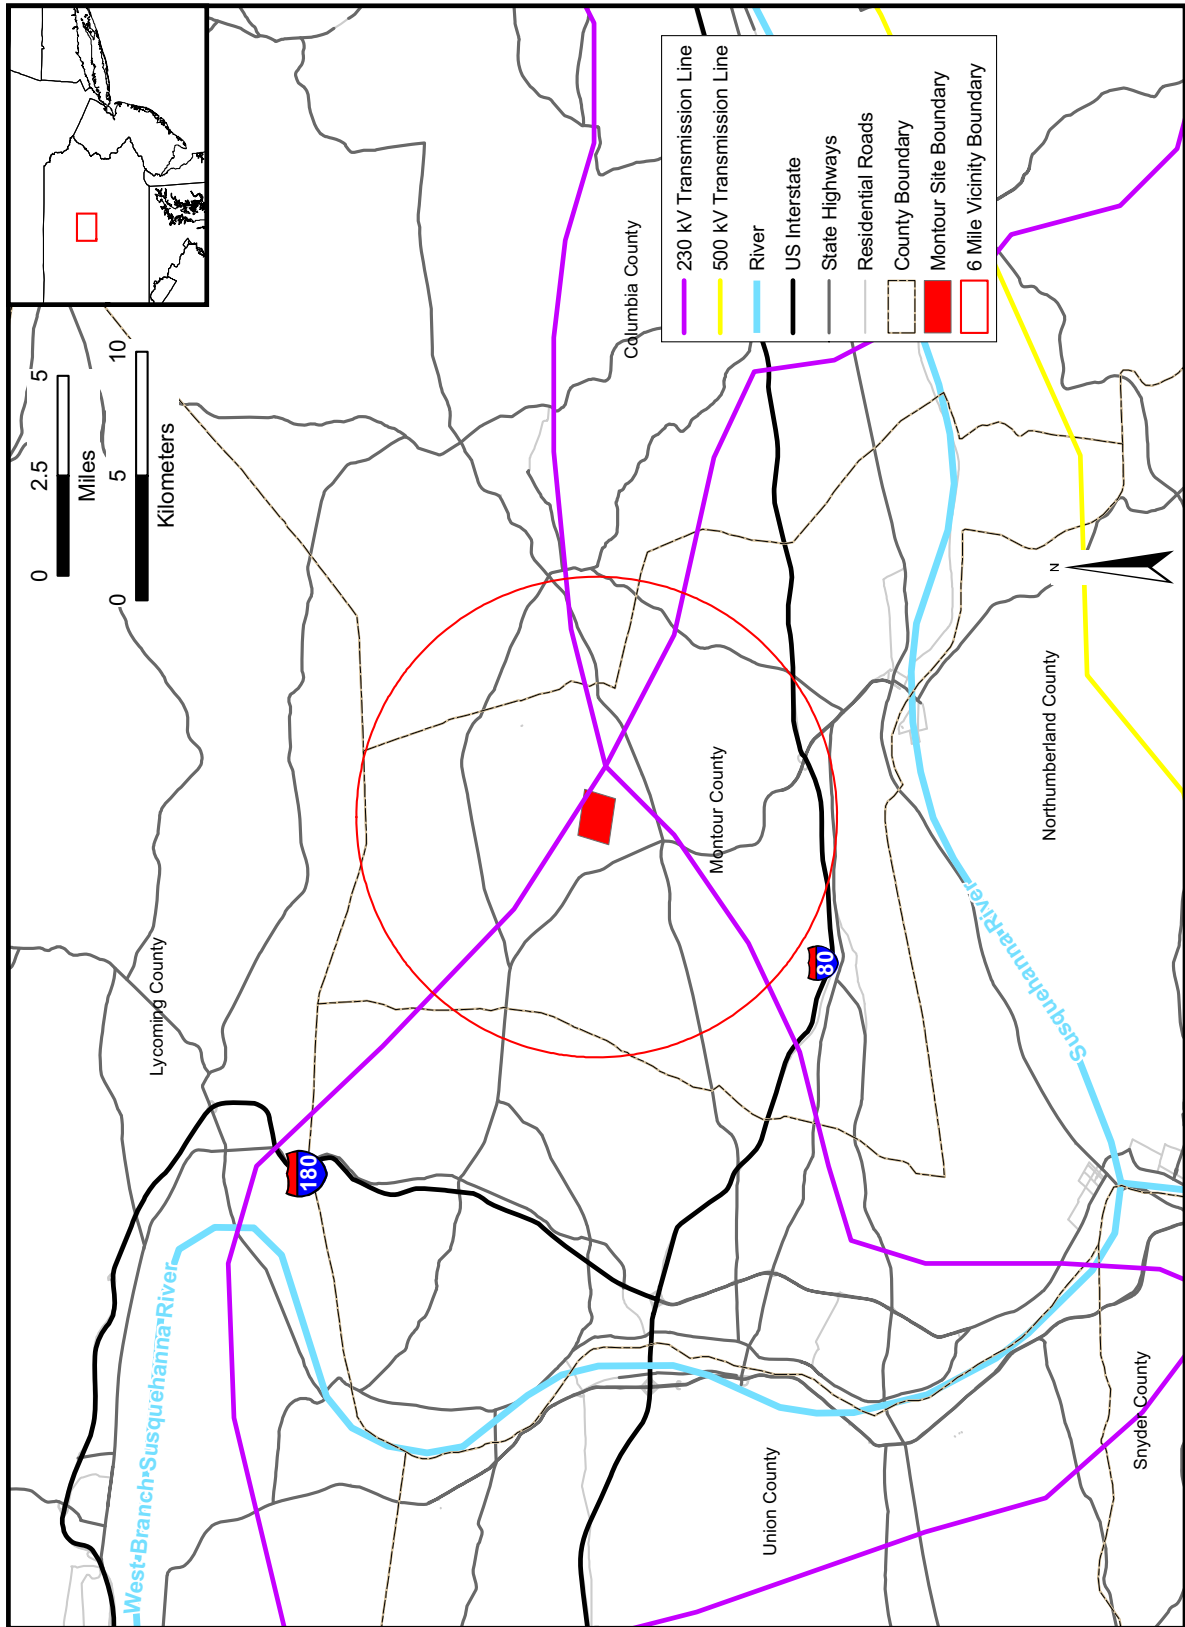 0 2.5 5
Miles
0 5 10
Kilometers
Lycoming County
Columbia County
Montour County
Northumberland County
Union County
Snyder County
West Branch Susquehanna River
Susquehanna River
180
80
N
230 kV Transmission Line
500 kV Transmission Line
River
US Interstate
State Highways
Residential Roads
County Boundary
Montour Site Boundary
6 Mile Vicinity Boundary